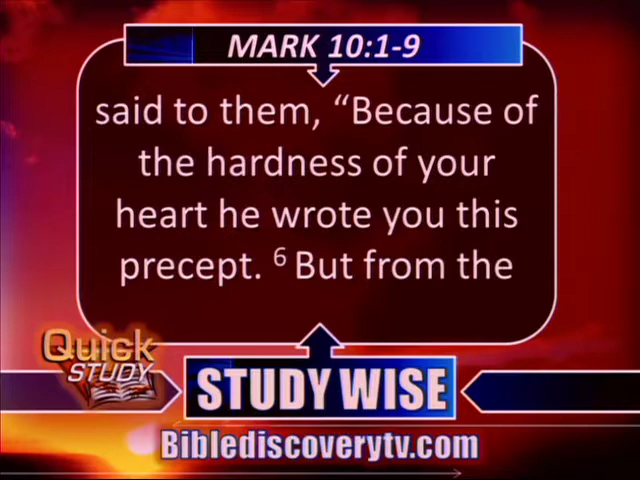 MARK 10:1-9
said to them, “Because of
the hardness of your
heart he wrote you this
precept. ⁶ But from the
Quick
STUDY
STUDY WISE
Biblediscoverytv.com